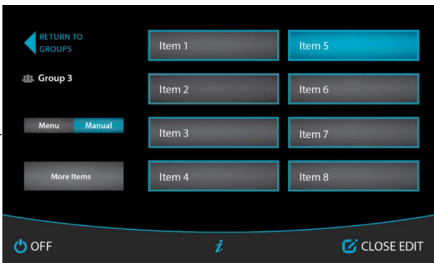 RETURN TO
GROUPS
Group 3
Menu Manual
More Items
Item 1
Item 2
Item 3
Item 4
Item 5
Item 6
Item 7
Item 8
OFF
i
CLOSE EDIT